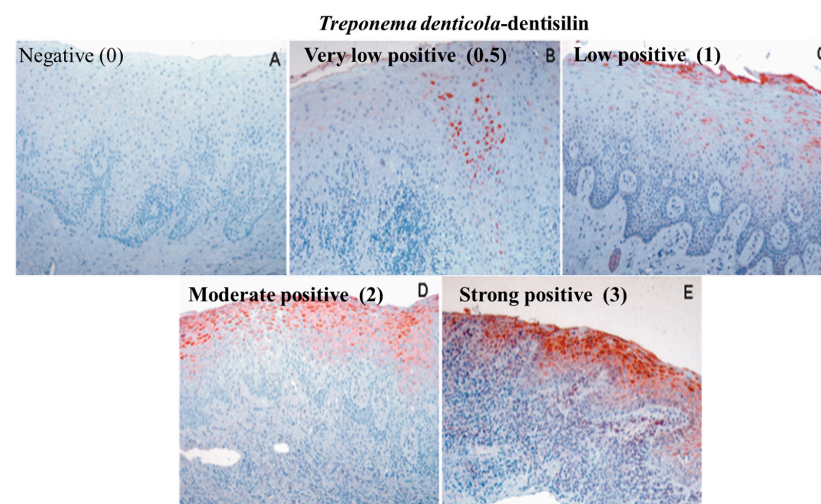 Treponema denticola-dentisilin
Negative (0) A
Very low positive (0.5) B
Low positive (1) C
Moderate positive (2) D
Strong positive (3) E